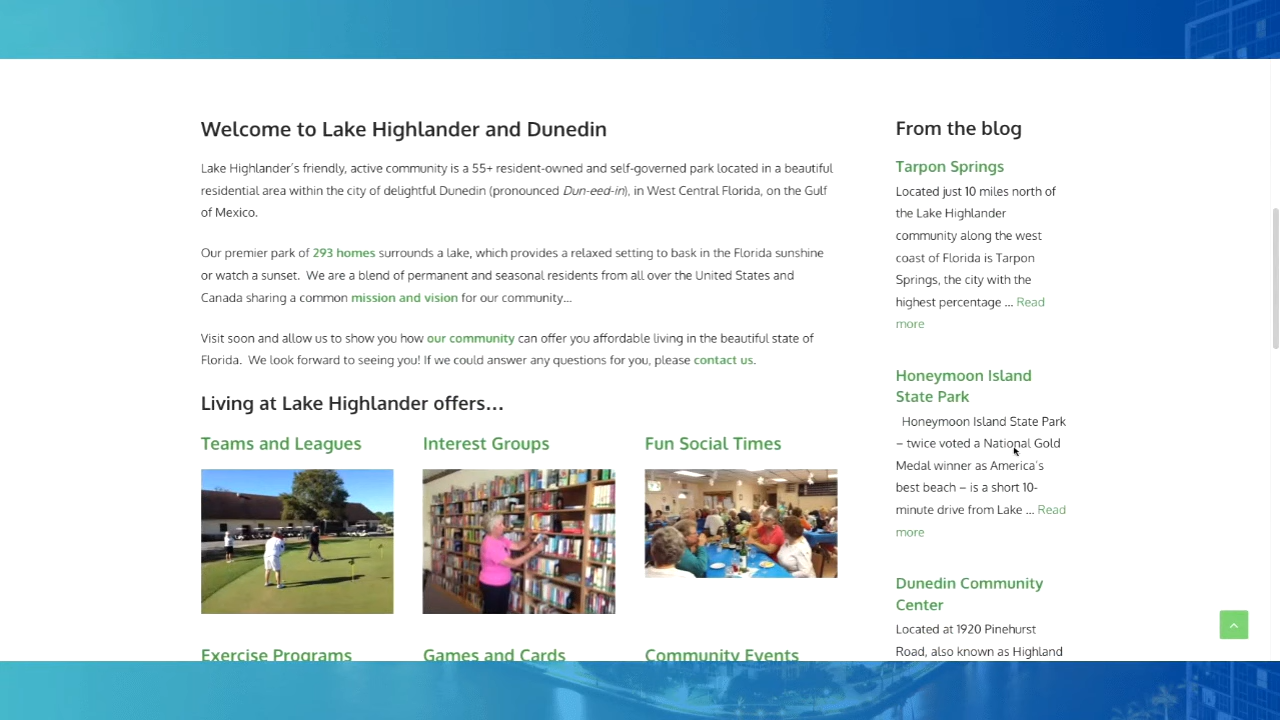 Welcome to Lake Highlander and Dunedin
Lake Highlander's friendly, active community is a 55+ resident-owned and self-governed park located in a beautiful
residential area within the city of delightful Dunedin (pronounced Dun-eed-in), in West Central Florida, on the Gulf
of Mexico.
Our premier park of 293 homes surrounds a lake, which provides a relaxed setting to bask in the Florida sunshine
or watch a sunset. We are a blend of permanent and seasonal residents from all over the United States and
Canada sharing a common mission and vision for our community...
Visit soon and allow us to show you how our community can offer you affordable living in the beautiful state of
Florida. We look forward to seeing you! If we could answer any questions for you, please contact us.
Living at Lake Highlander offers...
Teams and Leagues
Interest Groups
Fun Social Times
Exercise Programs
Games and Cards
Community Events
From the blog
Tarpon Springs
Located just 10 miles north of
the Lake Highlander
community along the west
coast of Florida is Tarpon
Springs, the city with the
highest percentage ... Read
more
Honeymoon Island
State Park
Honeymoon Island State Park
– twice voted a National Gold
Medal winner as America's
best beach – is a short 10-
minute drive from Lake ... Read
more
Dunedin Community
Center
Located at 1920 Pinehurst
Road, also known as Highland